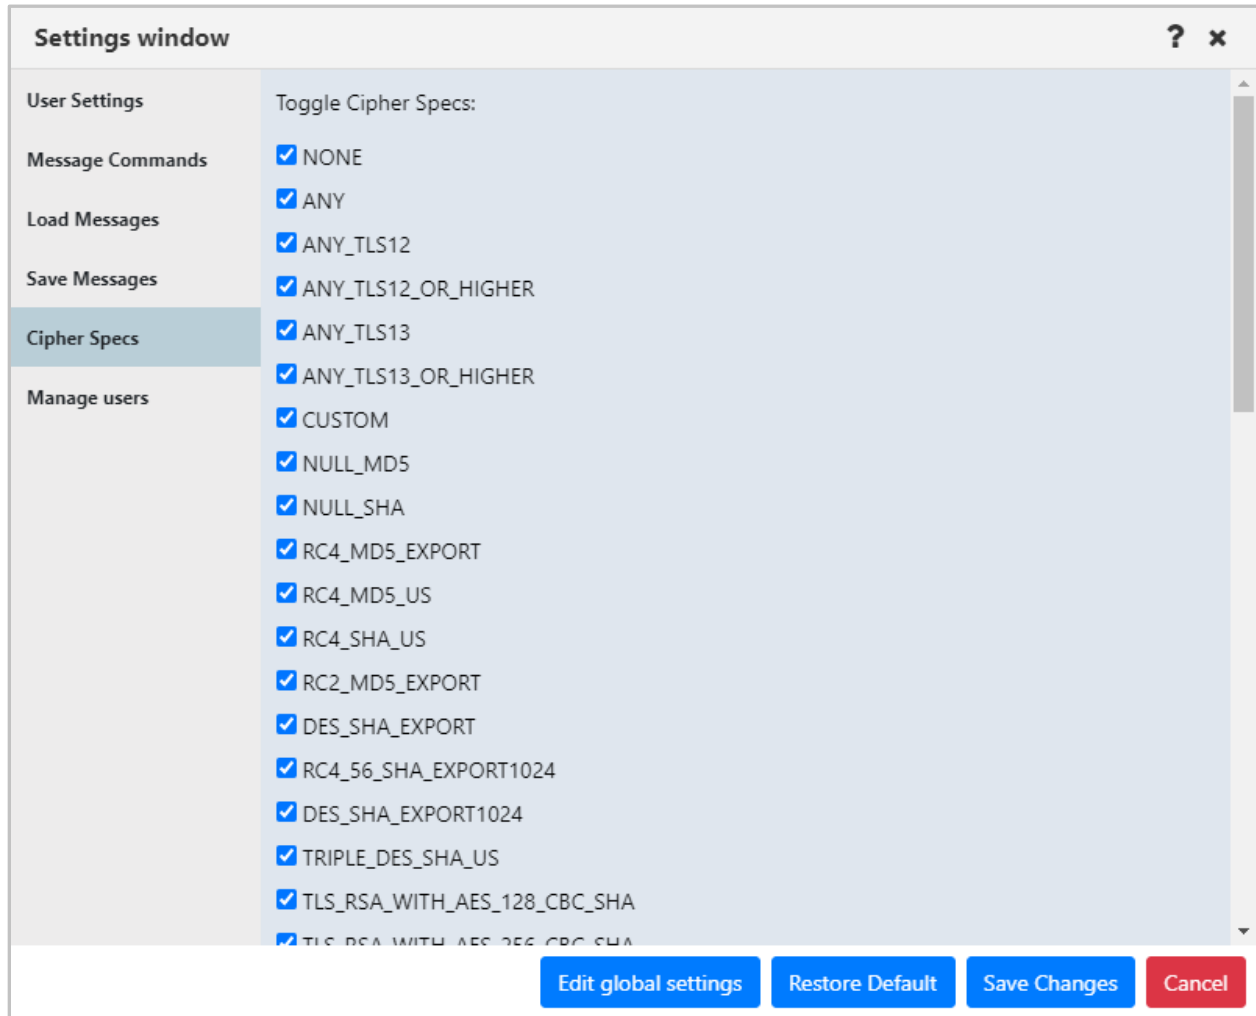 Settings window
? ×
User Settings
Message Commands
Load Messages
Save Messages
Cipher Specs
Manage users
Toggle Cipher Specs:
NONE
ANY
ANY_TLS12
ANY_TLS12_OR_HIGHER
ANY_TLS13
ANY_TLS13_OR_HIGHER
CUSTOM
NULL_MD5
NULL_SHA
RC4_MD5_EXPORT
RC4_MD5_US
RC4_SHA_US
RC2_MD5_EXPORT
DES_SHA_EXPORT
RC4_56_SHA_EXPORT1024
DES_SHA_EXPORT1024
TRIPLE_DES_SHA_US
TLS_RSA_WITH_AES_128_CBC_SHA
TLS_RSA_WITH_AES_256_CBC_SHA
Edit global settings
Restore Default
Save Changes
Cancel